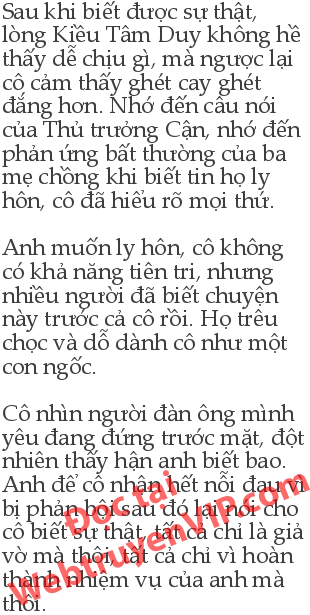 Sau khi biết được sự thật,
lòng Kiều Tâm Duy không hề
thấy dễ chịu gì, mà ngược lại
cô cảm thấy ghét cay ghét
đắng hơn. Nhớ đến câu nói
của Thủ trưởng Cận, nhớ đến
phản ứng bất thường của ba
mẹ chồng khi biết tin họ ly
hôn, cô đã hiểu rõ mọi thứ.
Anh muốn ly hôn, cô không
có khả năng tiên tri, nhưng
nhiều người đã biết chuyện
này trước cả cô rồi. Họ trêu
chọc và dỗ dành cô như một
con ngốc.
Cô nhìn người đàn ông mình
yêu đang đứng trước mặt, đột
nhiên thấy hận anh biết bao.
Anh để cô nhận hết nỗi đau vì
bị phản bội sau đó lại nói cho
cô biết sự thật, tất cả chỉ là giả
vờ mà thôi, tất cả chỉ vì hoàn
thành nhiệm vụ của anh mà
thôi.
Đọc tại
WebtruyenVIP.com